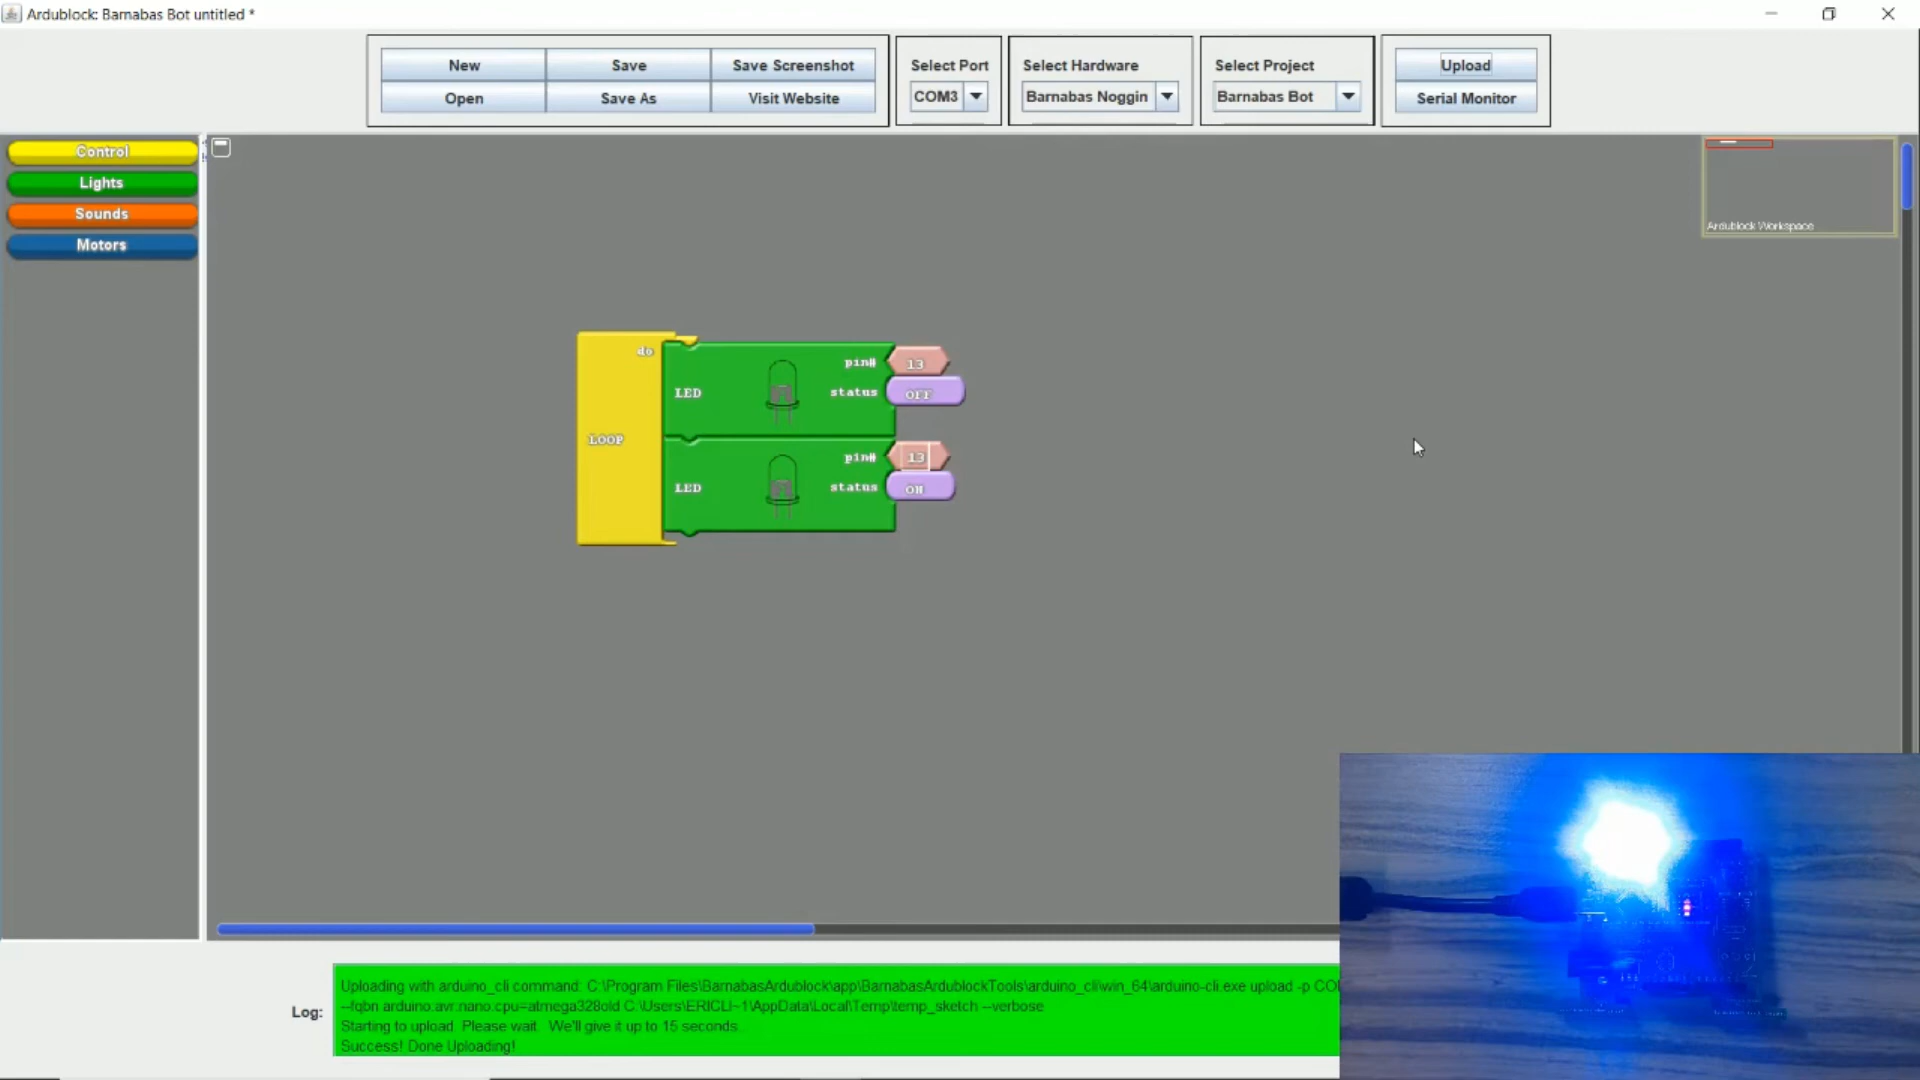 Ardublock: Barnabas Bot untitled *
New
Save
Save Screenshot
Open
Save As
Visit Website
Select Port
COM3
Select Hardware
Barnabas Noggin
Select Project
Barnabas Bot
Upload
Serial Monitor
Control
Lights
Sounds
Motors
Ardublock Workspace
do
LOOP
LED
pin#
13
status
OFF
LED
pin#
13
status
ON
Log:
Uploading with arduino_cli command: C:\Program Files\BarnabasArdublock\app\BarnabasArdublockTools\arduino_cli\win_64\arduino-cli.exe upload -p
--fqbn arduino:avr:nano:cpu=atmega328old C:\Users\ERICLI~1\AppData\Local\Temp\temp_sketch --verbose
Starting to upload. Please wait. We'll give it up to 15 seconds.
Success! Done Uploading!